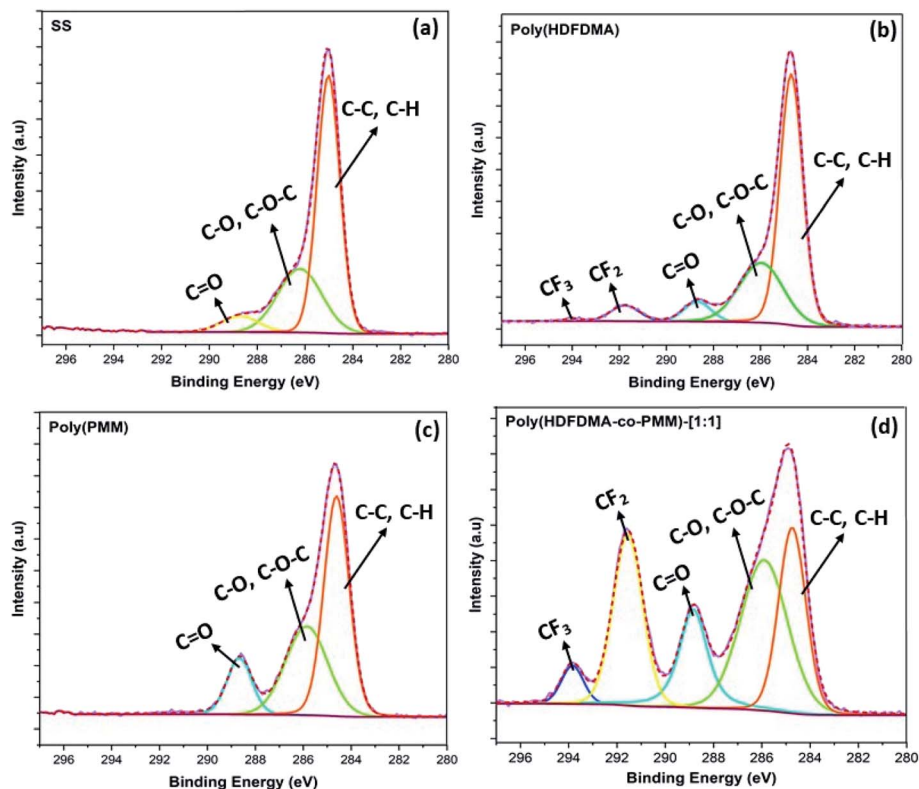 SS
(a)
C-C, C-H
C-O, C-O-C
C=O
Intensity (a.u)
296 294 292 290 288 286 284 282 280
Binding Energy (eV)
Poly(HDFDMA)
(b)
C-C, C-H
C-O, C-O-C
C=O
CF2
CF3
Intensity (a.u)
296 294 292 290 288 286 284 282 280
Binding Energy (eV)
Poly(PMM)
(c)
C-C, C-H
C-O, C-O-C
C=O
Intensity (a.u)
296 294 292 290 288 286 284 282 280
Binding Energy (eV)
Poly(HDFDMA-co-PMM)-[1:1]
(d)
CF2
C-O, C-O-C
C-C, C-H
C=O
CF3
Intensity (a.u)
296 294 292 290 288 286 284 282 280
Binding Energy (eV)